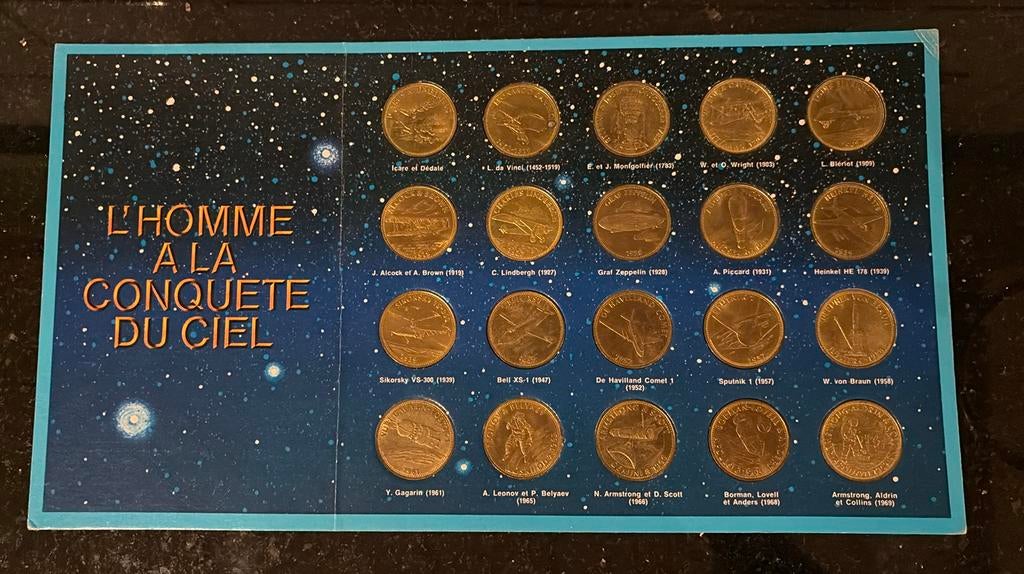 L'HOMME
A LA
CONQUETE
DU CIEL
Icare et Dédale
L. da Vinci (1452-1519)
E. et J. Montgolfier (1783)
W. et O. Wright (1903)
L. Blériot (1909)
J. Alcock et A. Brown (1919)
C. Lindbergh (1927)
Graf Zeppelin (1928)
A. Piccard (1931)
Heinkel HE 178 (1939)
Sikorsky VS-300 (1939)
Bell XS-1 (1947)
De Havilland Comet 1
(1952)
Sputnik 1 (1957)
W. von Braun (1958)
Y. Gagarin (1961)
A. Leonov et P. Belyaev
(1965)
N. Armstrong et D. Scott
(1966)
Borman, Lovell
et Anders (1968)
Armstrong, Aldrin
et Collins (1969)